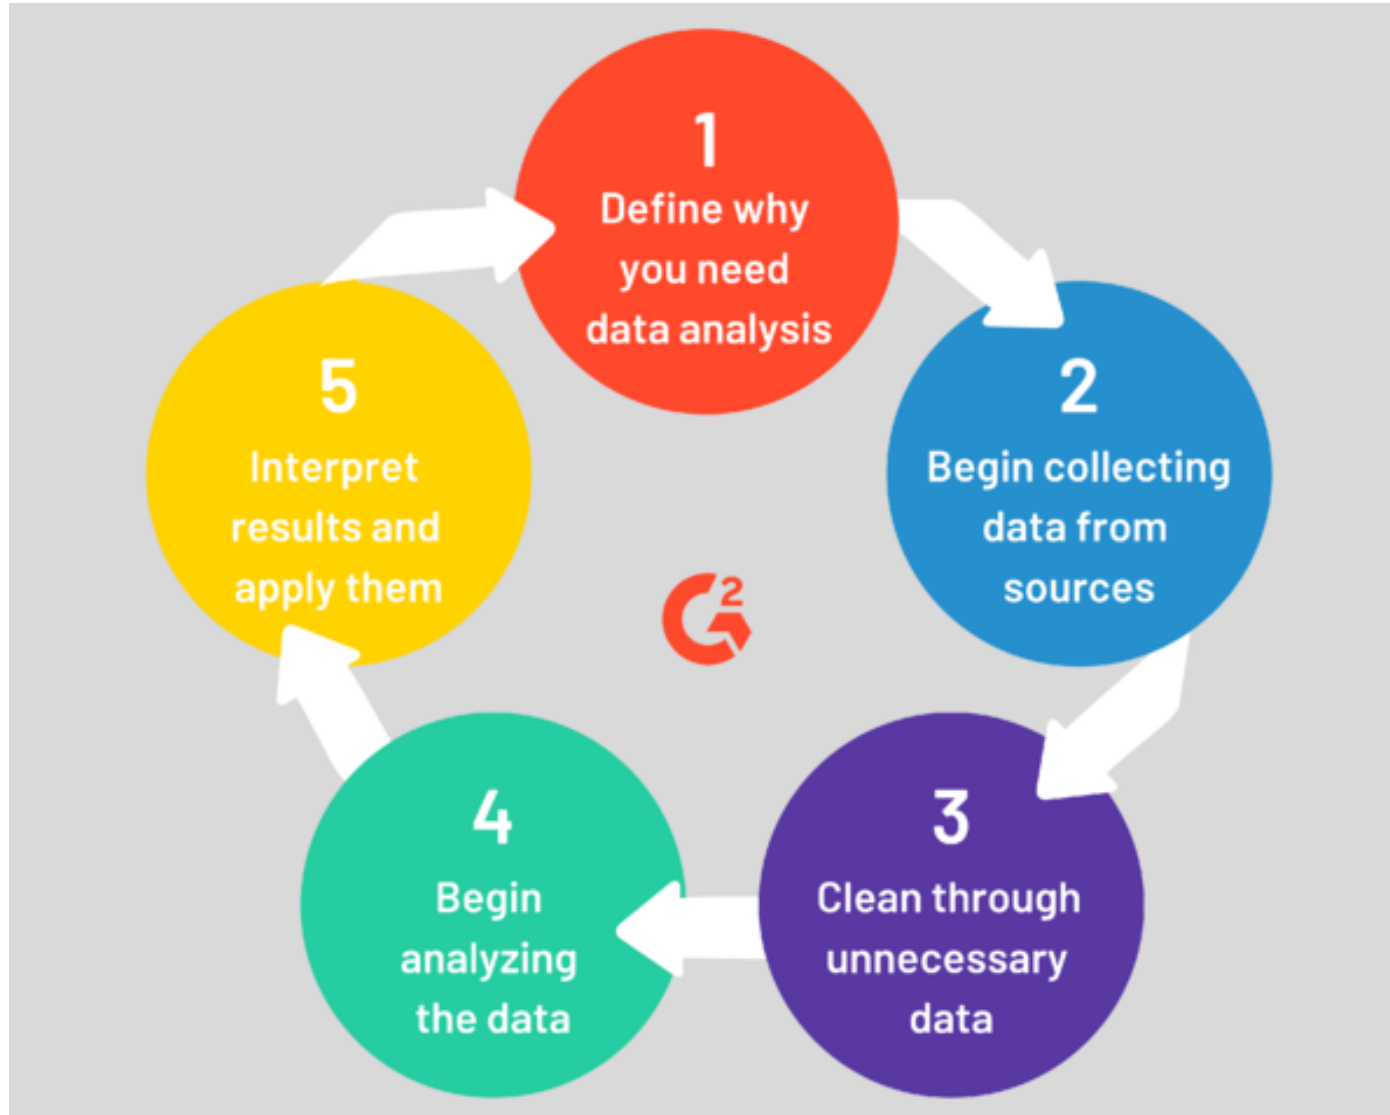 1
Define why
you need
data analysis
2
Begin collecting
data from
sources
3
Clean through
unnecessary
data
4
Begin
analyzing
the data
5
Interpret
results and
apply them
G2